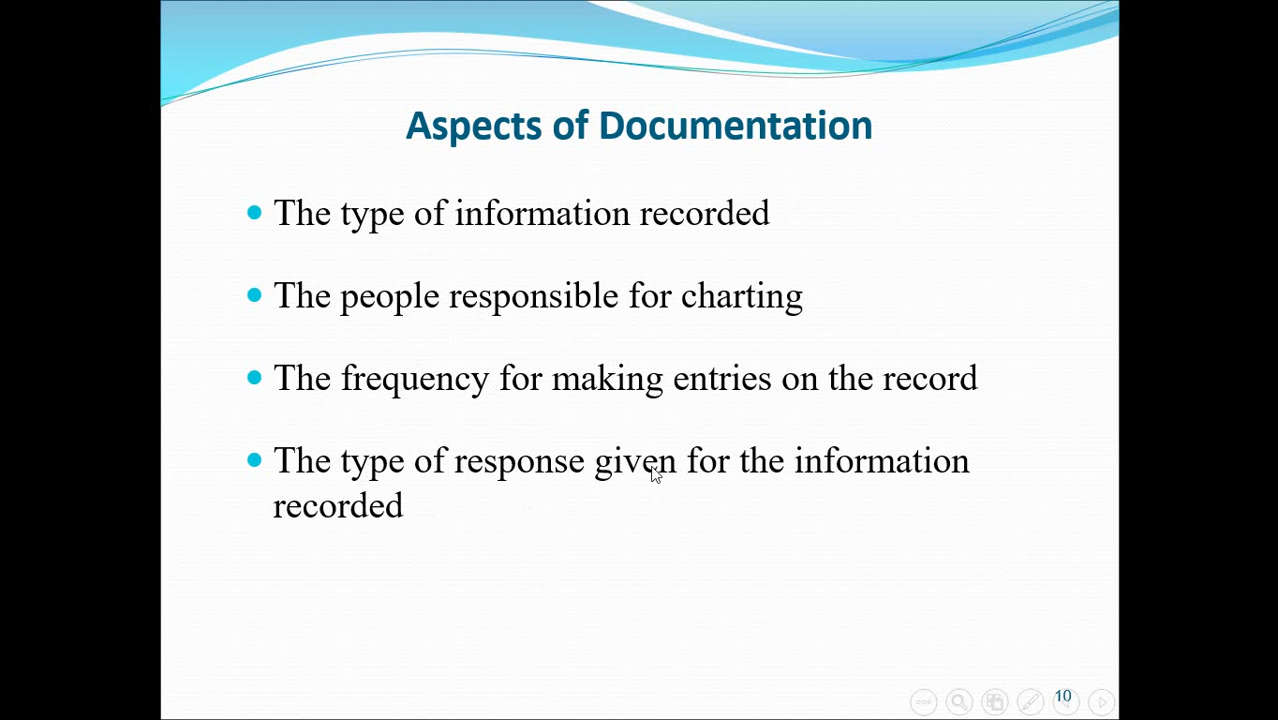 Aspects of Documentation
The type of information recorded
The people responsible for charting
The frequency for making entries on the record
The type of response given for the information
recorded
10